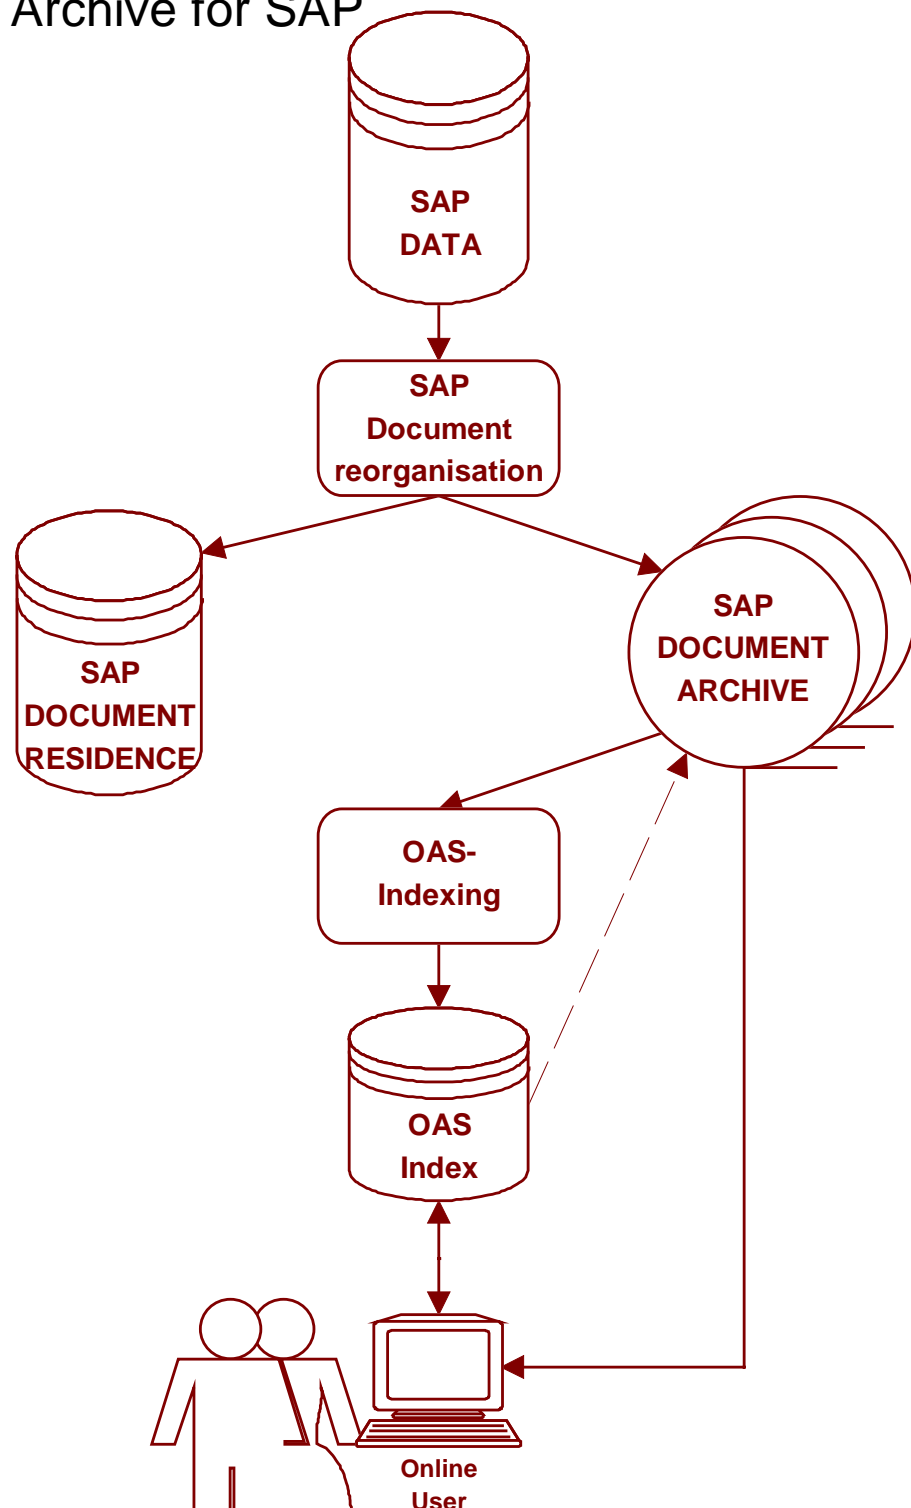 Archive for SAP
SAP
DATA
SAP
Document
reorganisation
SAP
DOCUMENT
ARCHIVE
SAP
DOCUMENT
RESIDENCE
OAS-
Indexing
OAS
Index
Online
User